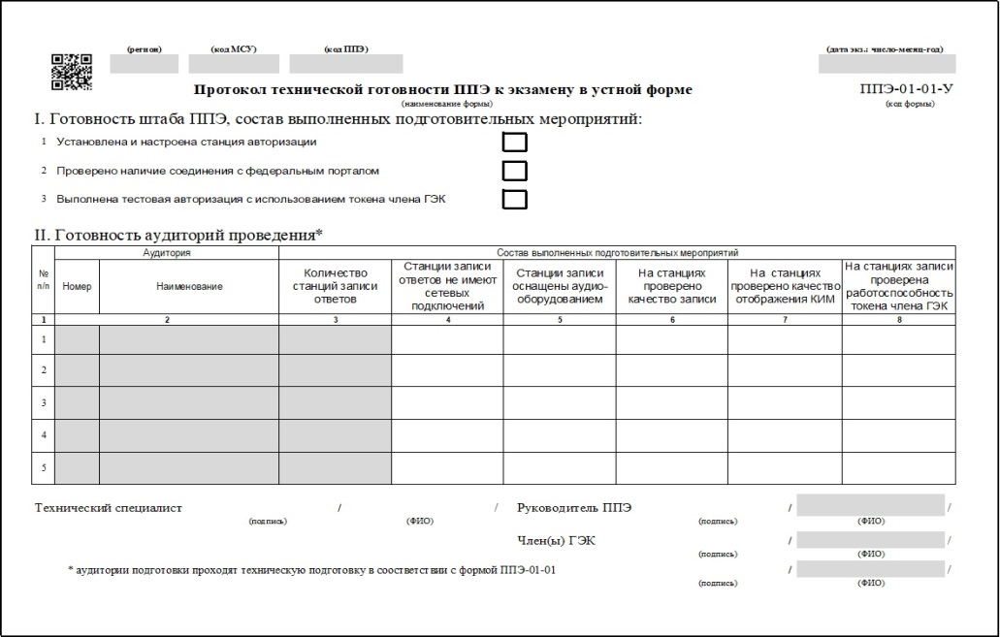 (регион) (код МСУ) (код ППЭ) (дата экз.: число-месяц-год)
Протокол технической готовности ППЭ к экзамену в устной форме ППЭ-01-01-У
(наименование формы) (код формы)
I. Готовность штаба ППЭ, состав выполненных подготовительных мероприятий:
1 Установлена и настроена станция авторизации
2 Проверено наличие соединения с федеральным порталом
3 Выполнена тестовая авторизация с использованием токена члена ГЭК
II. Готовность аудиторий проведения*
№ п/п
Аудитория
Состав выполненных подготовительных мероприятий
Номер
Наименование
Количество
станций записи
ответов
Станции записи
ответов не имеют
сетевых
подключений
Станции записи
оснащены аудио-
оборудованием
На станциях
проверено
качество записи
На станциях
проверено качество
отображения КИМ
На станциях записи
проверена
работоспособность
токена члена ГЭК
1 2 3 4 5 6 7 8
1
2
3
4
5
Технический специалист / / Руководитель ППЭ / /
(подпись) (ФИО) (подпись) (ФИО)
Член(ы) ГЭК / /
(подпись) (ФИО)
* аудитории подготовки проходят техническую подготовку в соостветствии с формой ППЭ-01-01 / /
(подпись) (ФИО)